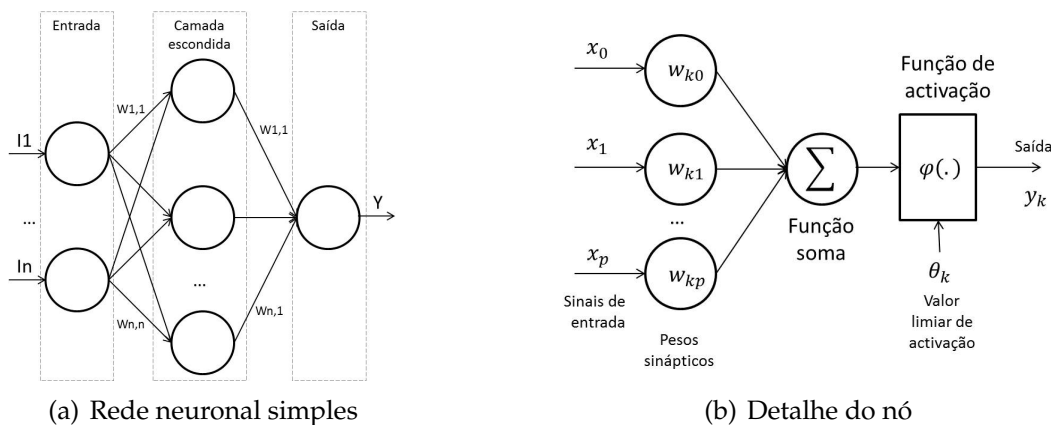 Entrada
Camada
escondida
Saída
I1
...
In
W1,1
Wn,n
...
W1,1
Wn,1
Y
(a) Rede neuronal simples
x₀
x₁
xₚ
Sinais de
entrada
wₖ₀
wₖ₁
...
wₖₚ
Pesos
sinápticos
∑
Função
soma
Função de
activação
φ(.)
θₖ
Valor
limiar de
activação
Saída
yₖ
(b) Detalhe do nó